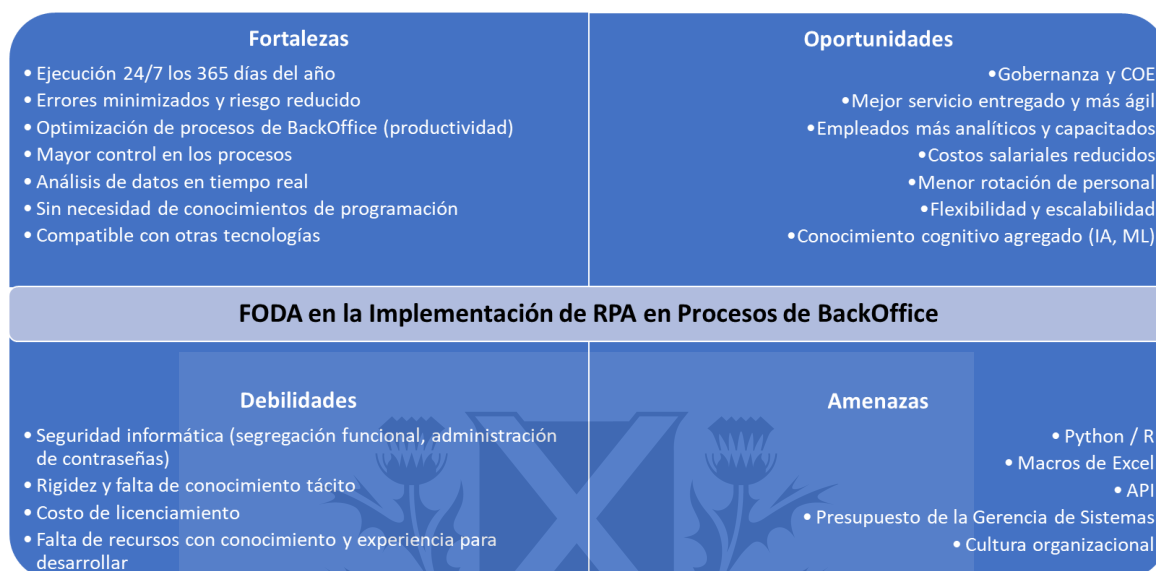 Fortalezas
• Ejecución 24/7 los 365 días del año
• Errores minimizados y riesgo reducido
• Optimización de procesos de BackOffice (productividad)
• Mayor control en los procesos
• Análisis de datos en tiempo real
• Sin necesidad de conocimientos de programación
• Compatible con otras tecnologías
Oportunidades
•Gobernanza y COE
•Mejor servicio entregado y más ágil
•Empleados más analíticos y capacitados
•Costos salariales reducidos
•Menor rotación de personal
•Flexibilidad y escalabilidad
•Conocimiento cognitivo agregado (IA, ML)
FODA en la Implementación de RPA en Procesos de BackOffice
Debilidades
• Seguridad informática (segregación funcional, administración
de contraseñas)
• Rigidez y falta de conocimiento tácito
• Costo de licenciamiento
• Falta de recursos con conocimiento y experiencia para
desarrollar
Amenazas
• Python / R
• Macros de Excel
• API
• Presupuesto de la Gerencia de Sistemas
• Cultura organizacional